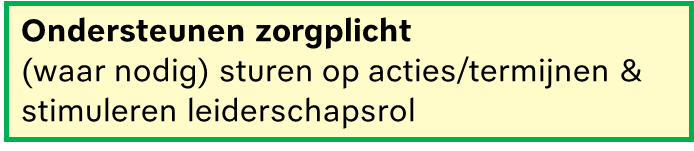 Ondersteunen zorgplicht
(waar nodig) sturen op acties/termijnen &
stimuleren leiderschapsrol